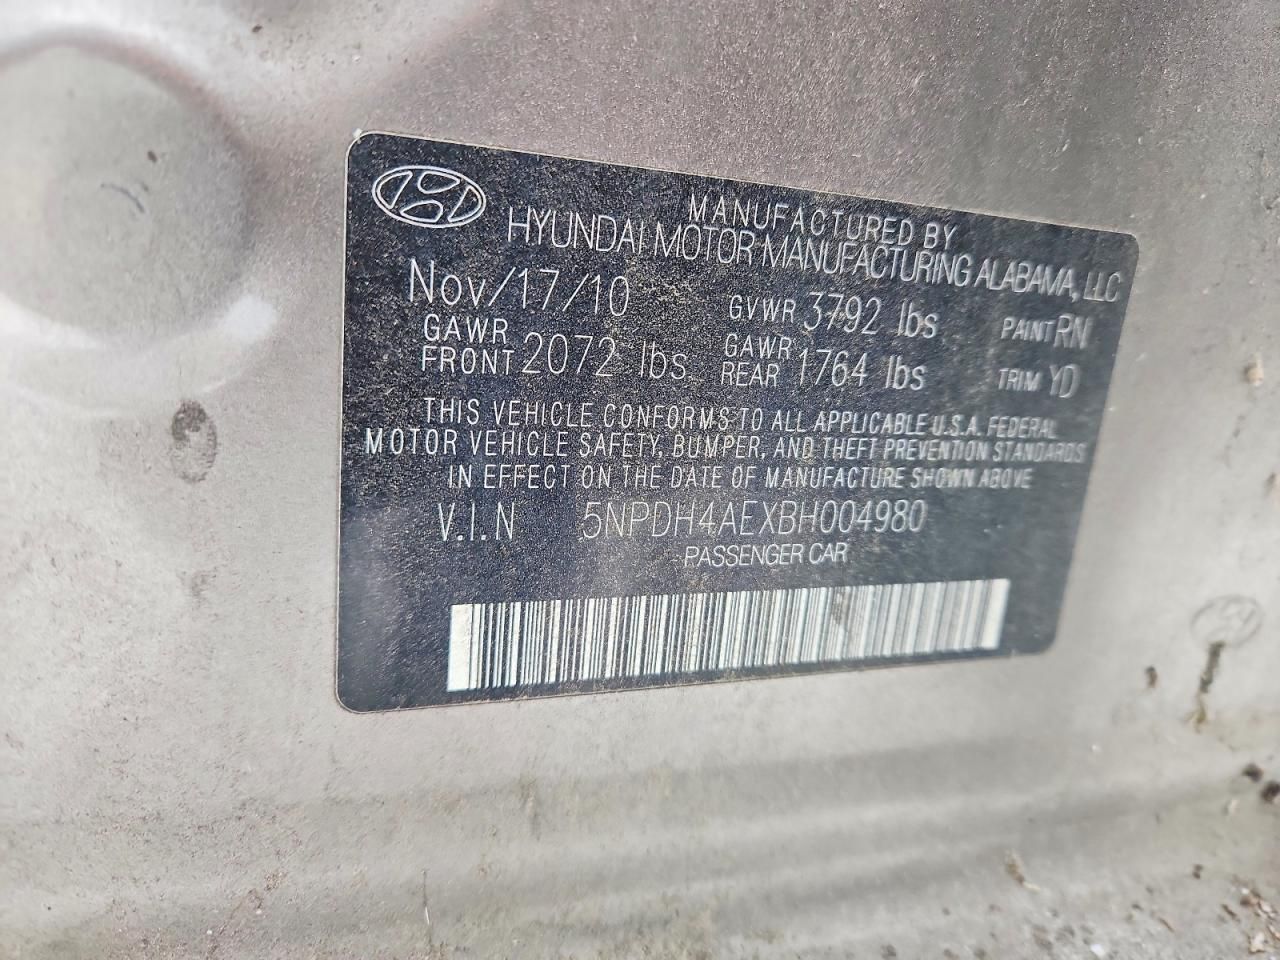 MANUFACTURED BY
HYUNDAI MOTOR MANUFACTURING ALABAMA, LLC
Nov/17/10 GVWR 3792 lbs PAINT RN
GAWR FRONT 2072 lbs GAWR REAR 1764 lbs TRIM YD
THIS VEHICLE CONFORMS TO ALL APPLICABLE U.S.A. FEDERAL
MOTOR VEHICLE SAFETY, BUMPER, AND THEFT PREVENTION STANDARDS
IN EFFECT ON THE DATE OF MANUFACTURE SHOWN ABOVE
V.I.N 5NPDH4AEXBH004980
PASSENGER CAR